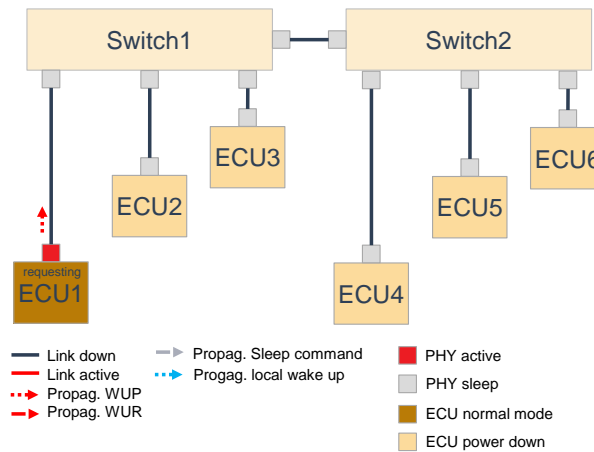 Switch1
Switch2
ECU3
ECU6
ECU2
ECU5
requesting
ECU1
ECU4
Link down
Link active
Propag. WUP
Propag. WUR
Propag. Sleep command
Progag. local wake up
PHY active
PHY sleep
ECU normal mode
ECU power down